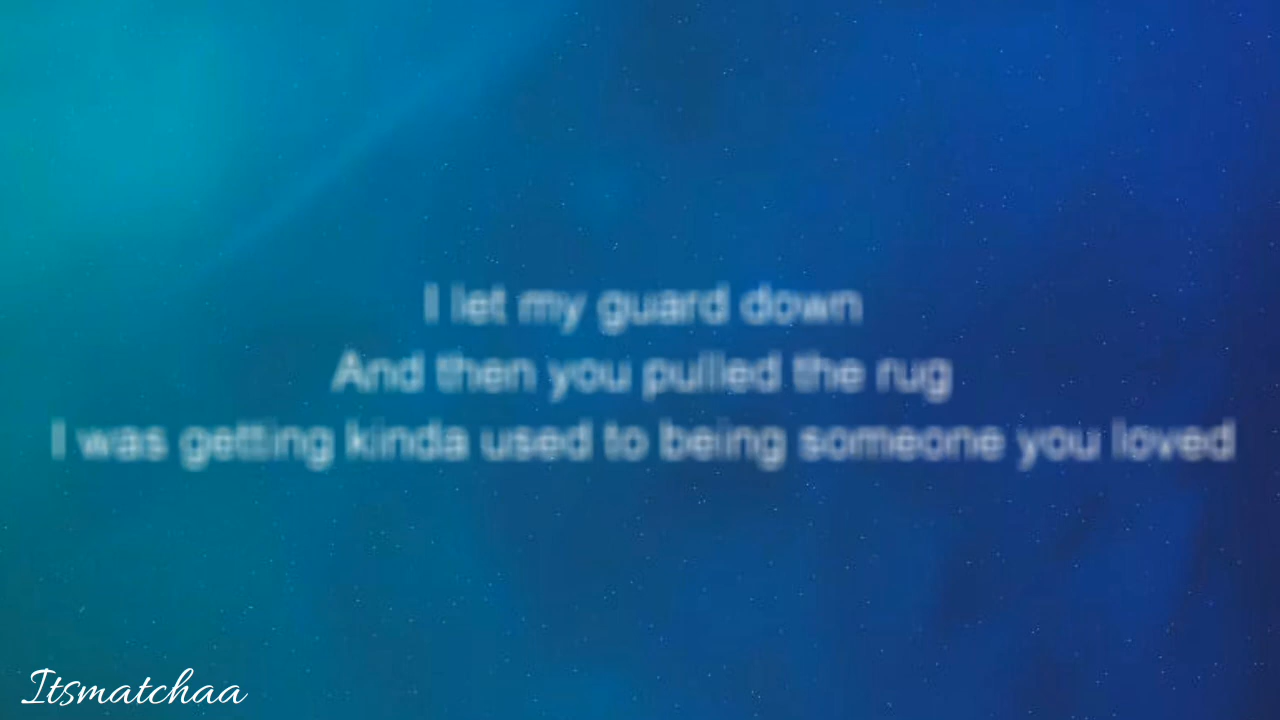 I let my guard down
And then you pulled the rug
I was getting kinda used to being someone you loved
Itsmatchaa